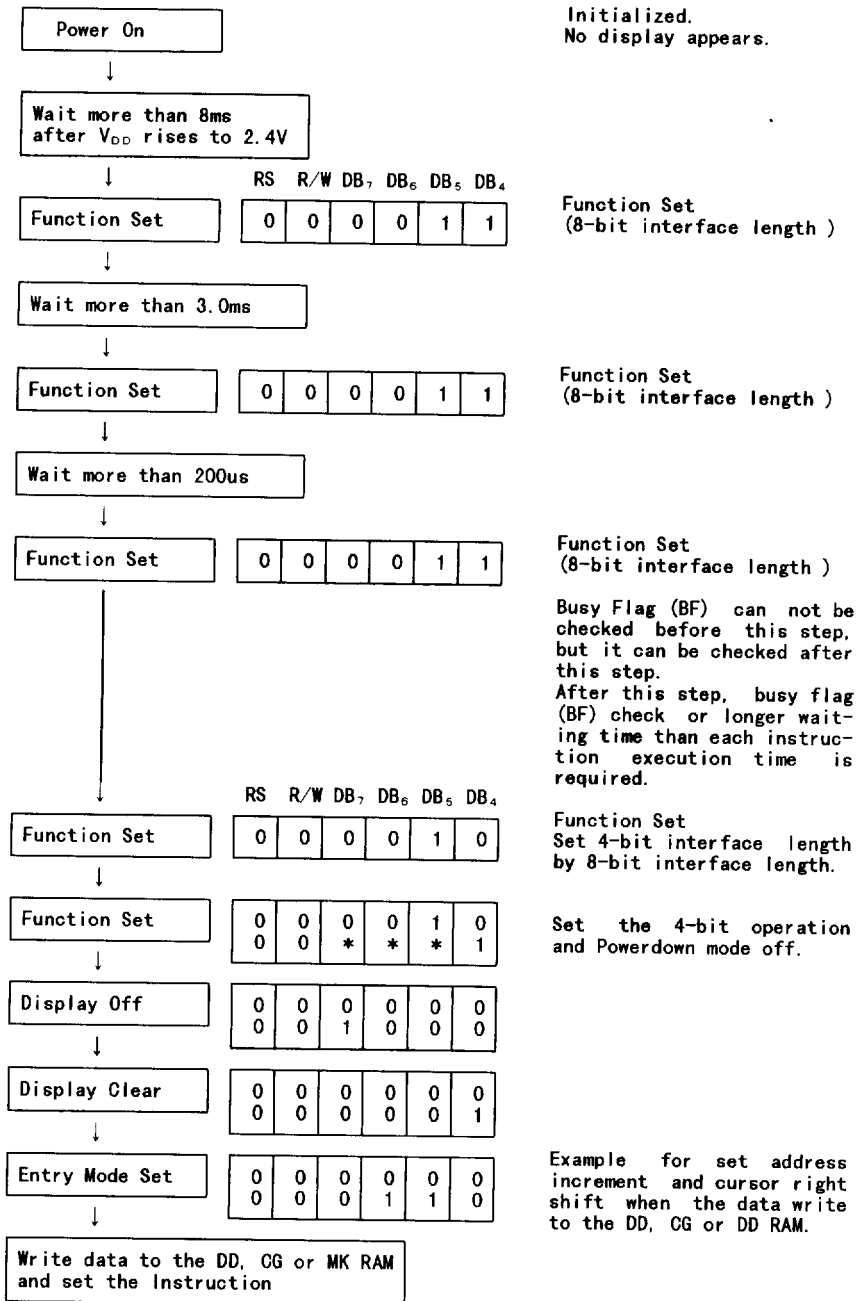 Power On
Initialized.
No display appears.
↓
Wait more than 8ms
after V_DD rises to 2.4V
↓
RS R/W DB₇ DB₆ DB₅ DB₄
Function Set 0 0 0 0 1 1
Function Set
(8-bit interface length )
↓
Wait more than 3.0ms
↓
Function Set 0 0 0 0 1 1
Function Set
(8-bit interface length )
↓
Wait more than 200us
↓
Function Set 0 0 0 0 1 1
Function Set
(8-bit interface length )
Busy Flag (BF) can not be
checked before this step,
but it can be checked after
this step.
After this step, busy flag
(BF) check or longer wait-
ing time than each instruc-
tion execution time is
required.
RS R/W DB₇ DB₆ DB₅ DB₄
Function Set 0 0 0 0 1 0
Function Set
Set 4-bit interface length
by 8-bit interface length.
↓
Function Set 0 0 0 0 1 0
0 0 * * * 1
Set the 4-bit operation
and Powerdown mode off.
↓
Display Off 0 0 0 0 0 0
0 0 1 0 0 0
↓
Display Clear 0 0 0 0 0 0
0 0 0 0 0 1
↓
Entry Mode Set 0 0 0 0 0 0
0 0 0 1 1 0
Example for set address
increment and cursor right
shift when the data write
to the DD, CG or DD RAM.
↓
Write data to the DD, CG or MK RAM
and set the Instruction